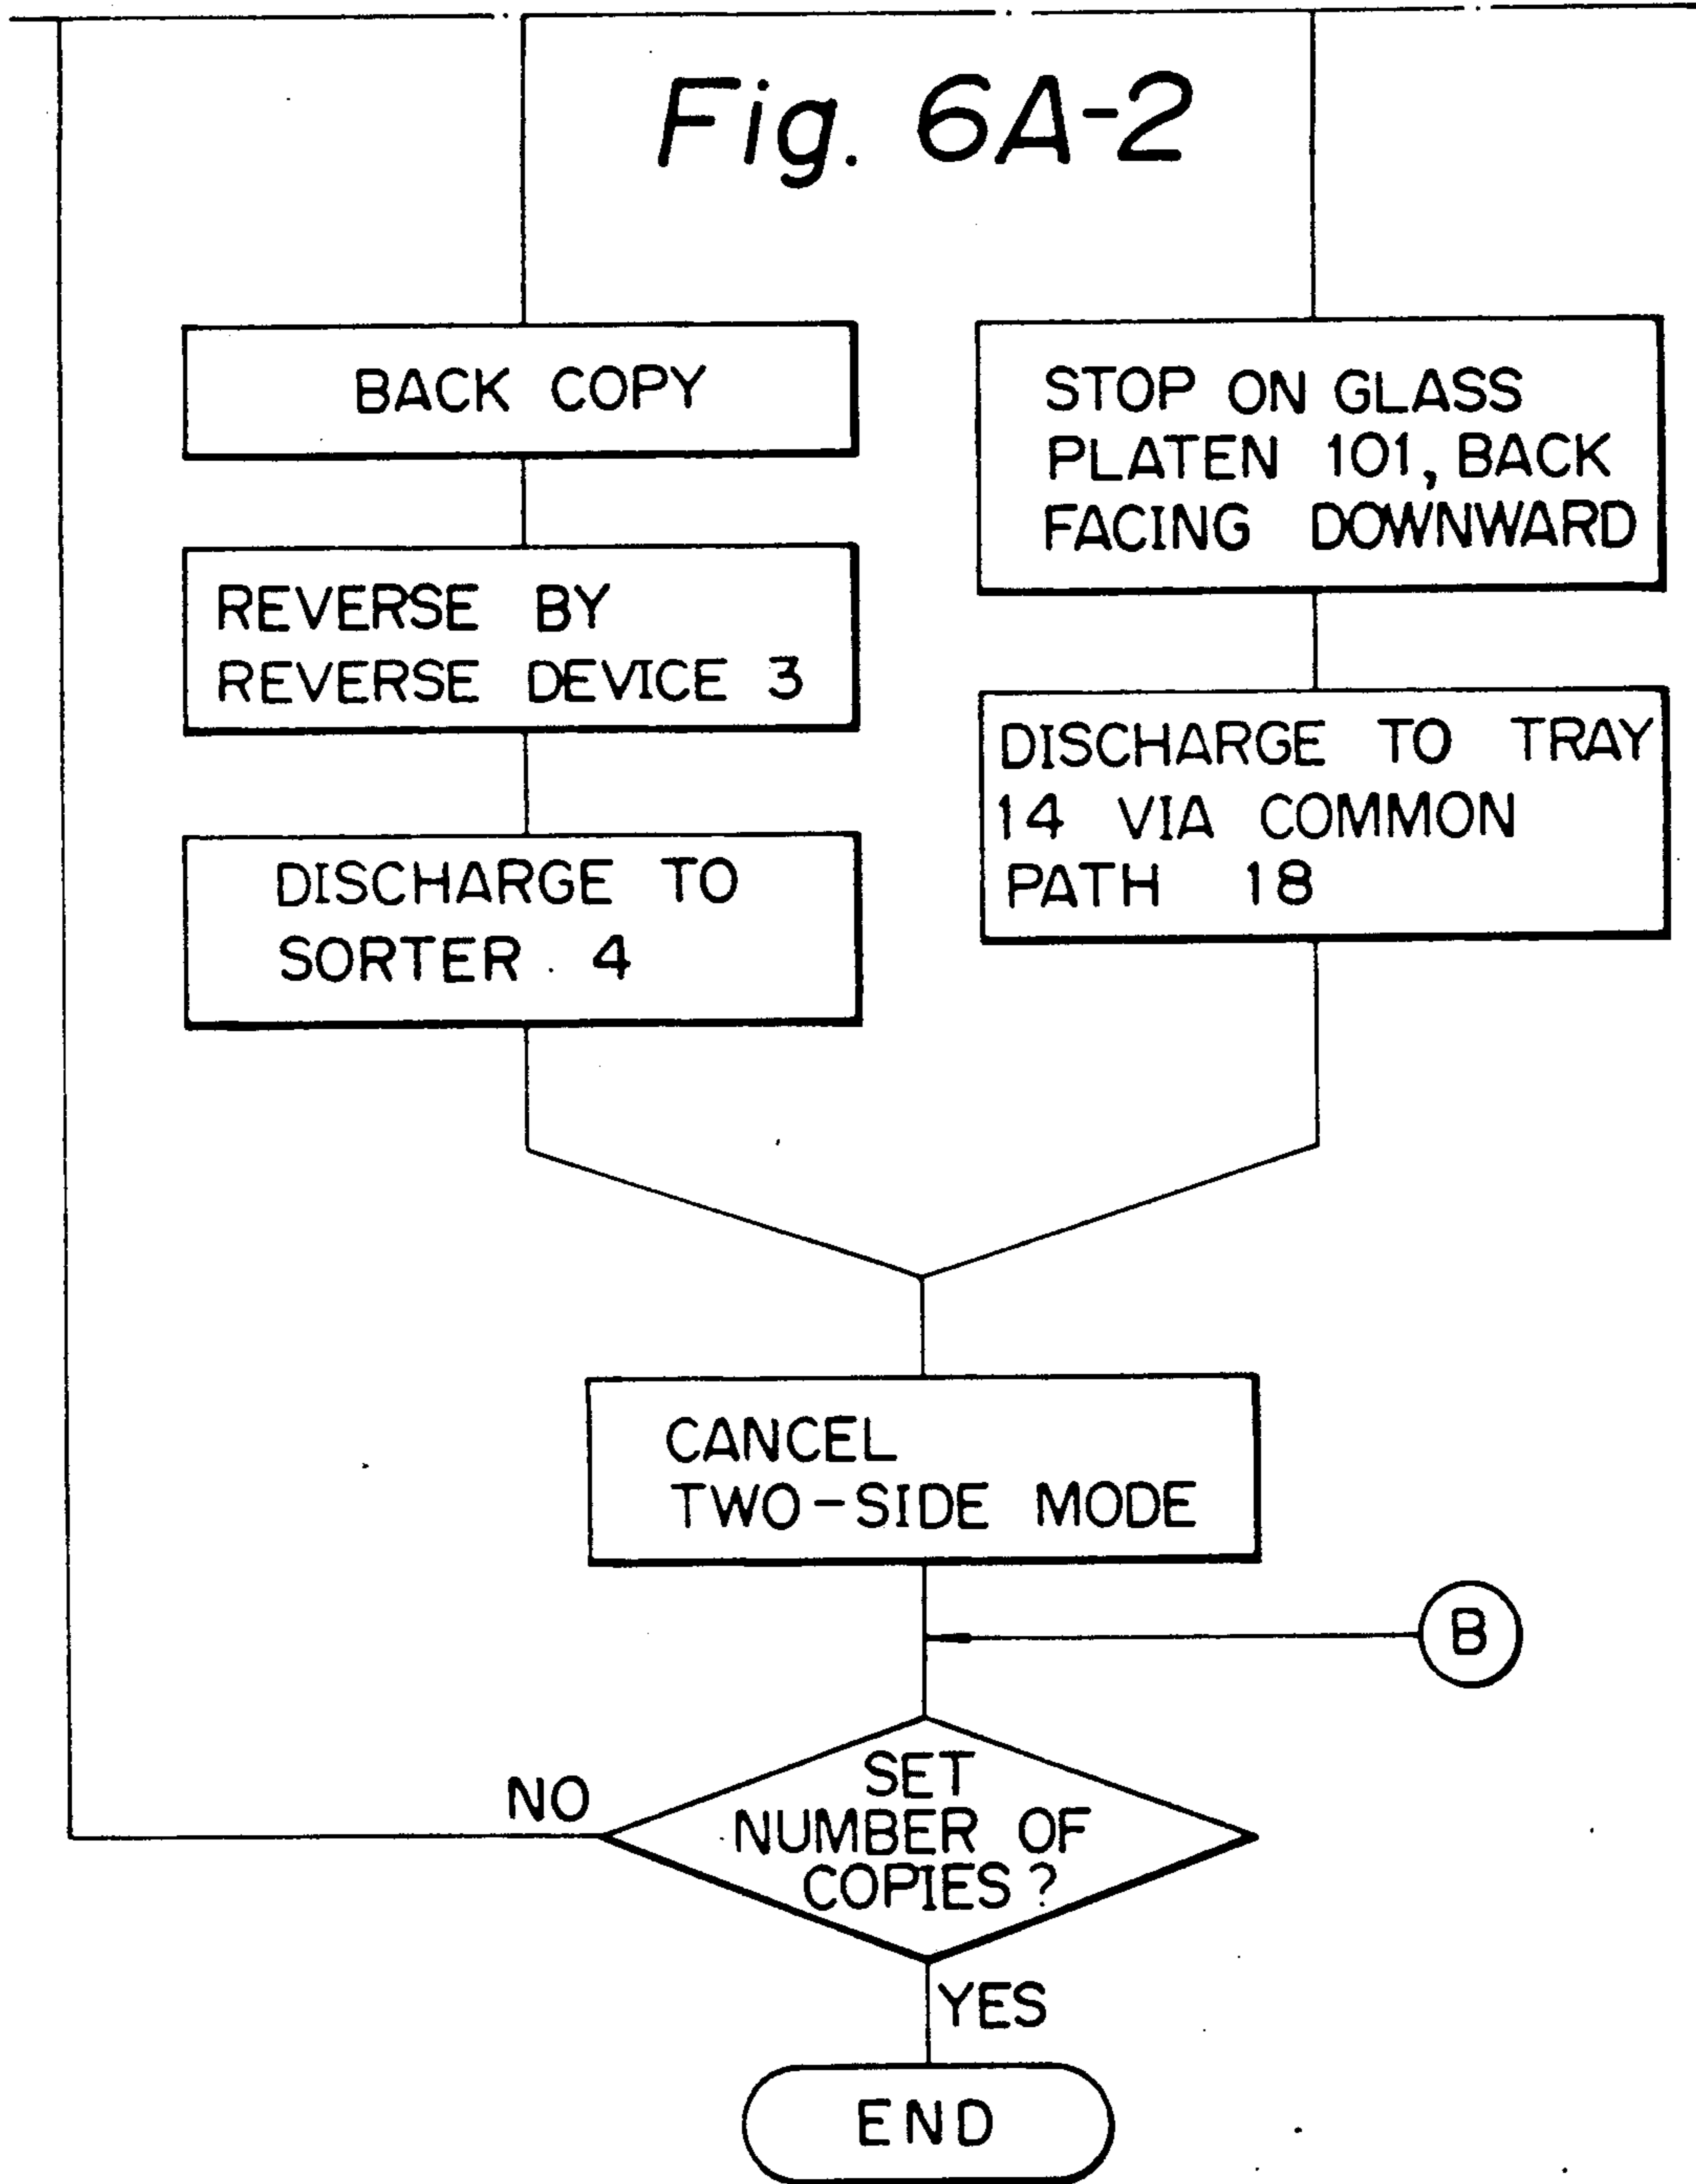 Fig. 6A-2
BACK COPY
REVERSE BY
REVERSE DEVICE 3
DISCHARGE TO
SORTER 4
STOP ON GLASS
PLATEN 101, BACK
FACING DOWNWARD
DISCHARGE TO TRAY
14 VIA COMMON
PATH 18
CANCEL
TWO-SIDE MODE
B
SET
NUMBER OF
COPIES?
NO
YES
END